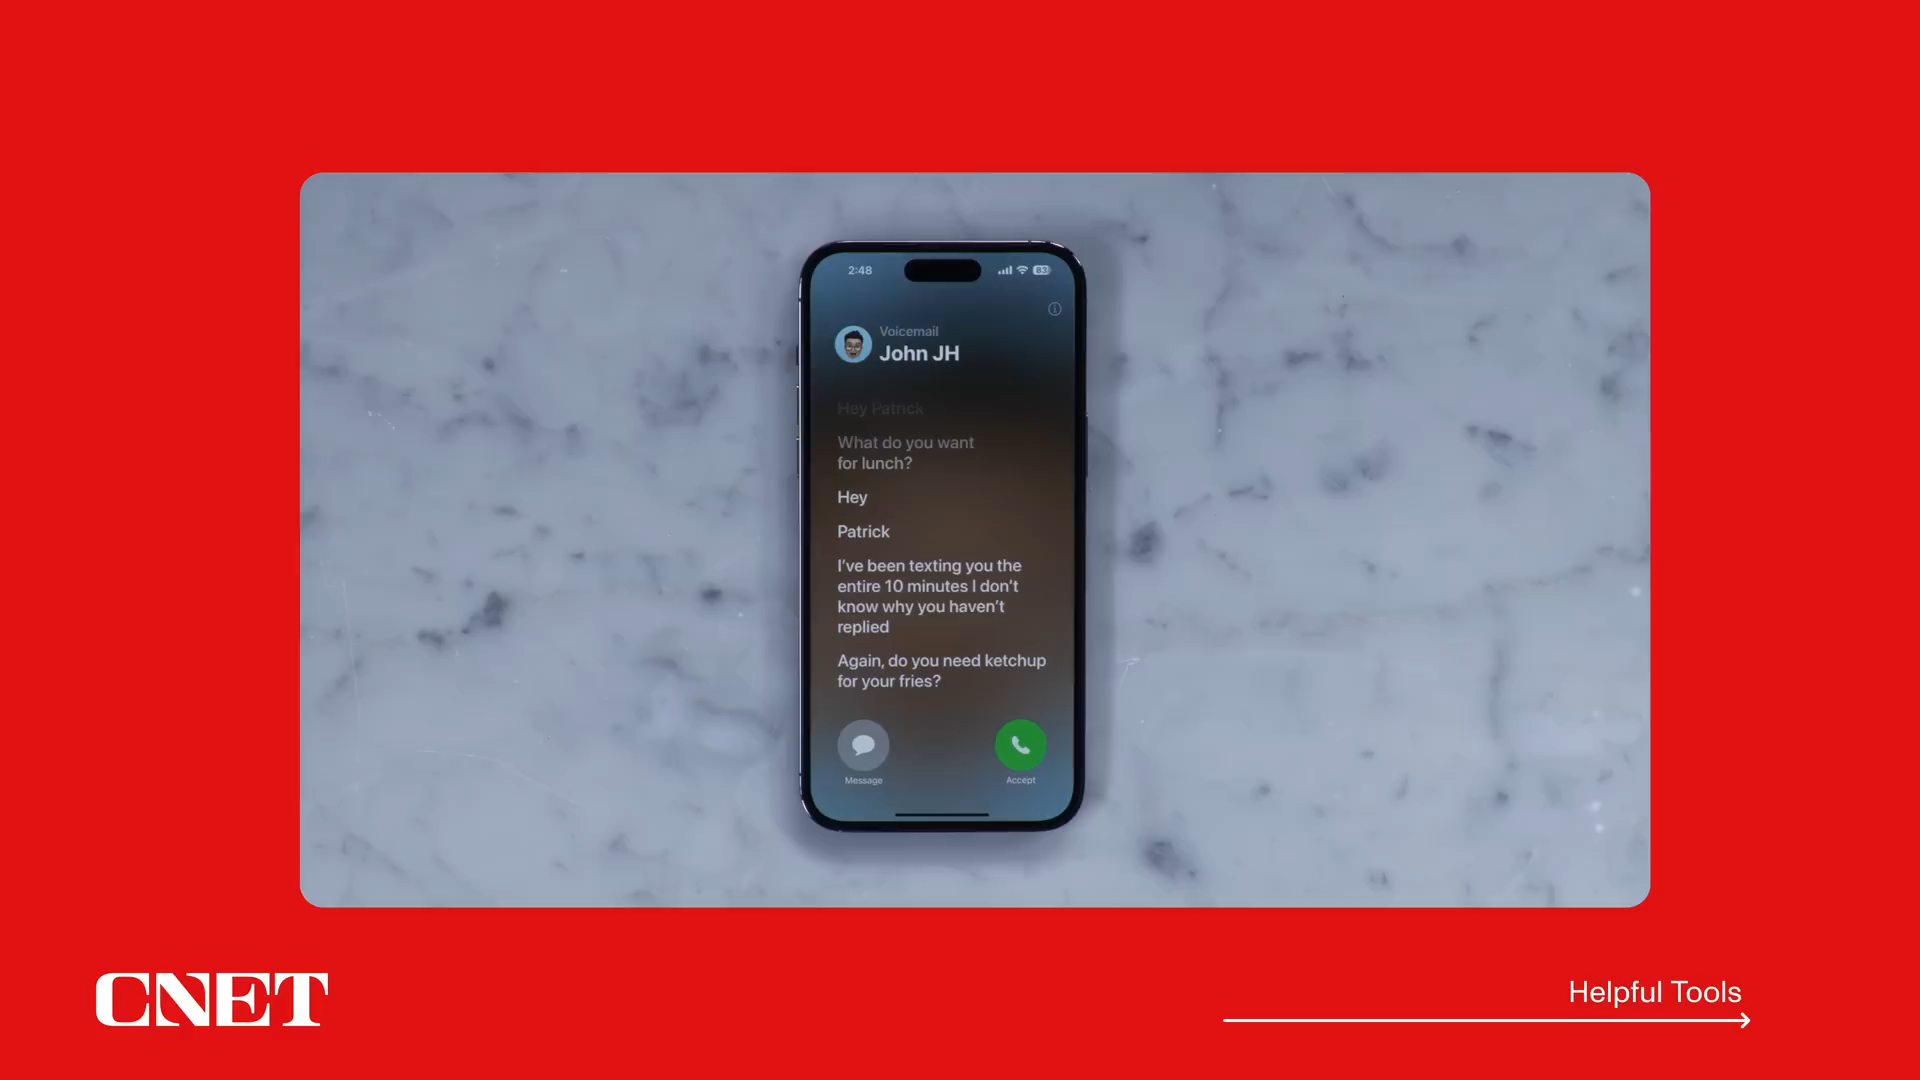 2:48
83
Voicemail
John JH
Hey Patrick
What do you want
for lunch?
Hey
Patrick
I've been texting you the
entire 10 minutes I don't
know why you haven't
replied
Again, do you need ketchup
for your fries?
Message
Accept
CNET
Helpful Tools